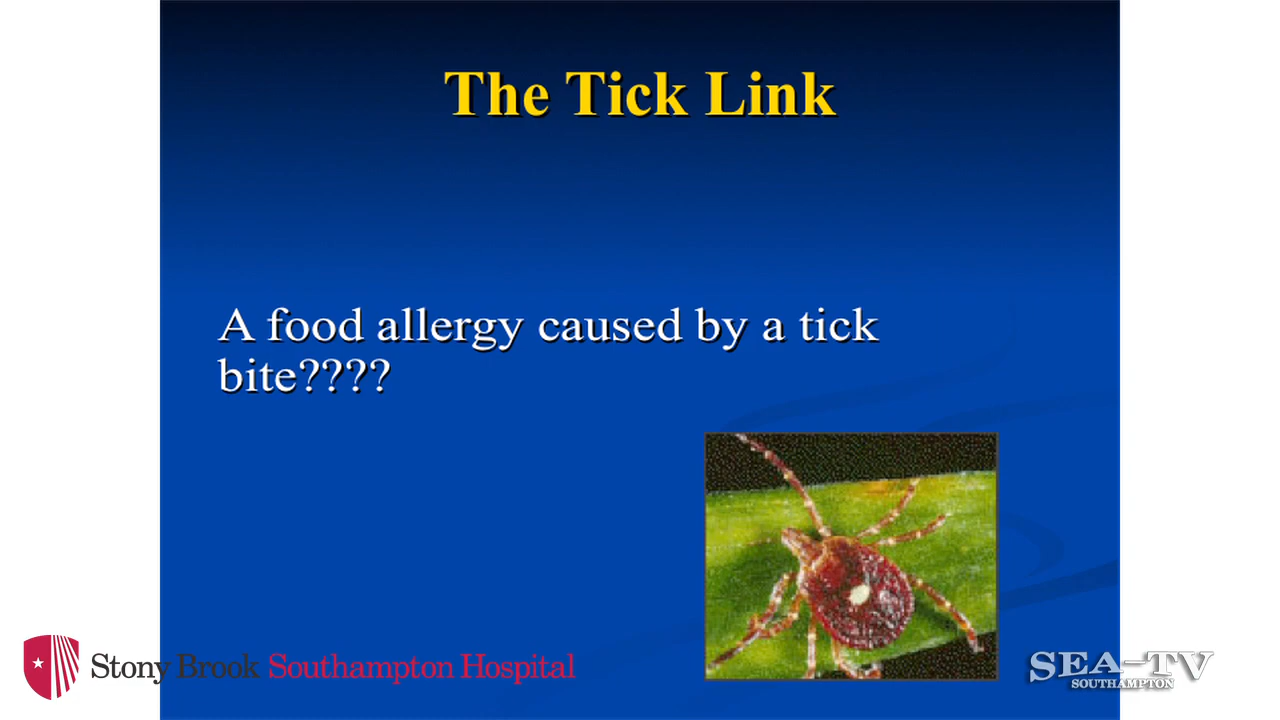 The Tick Link
A food allergy caused by a tick
bite????
Stony Brook Southampton Hospital
SEA-TV
SOUTHAMPTON